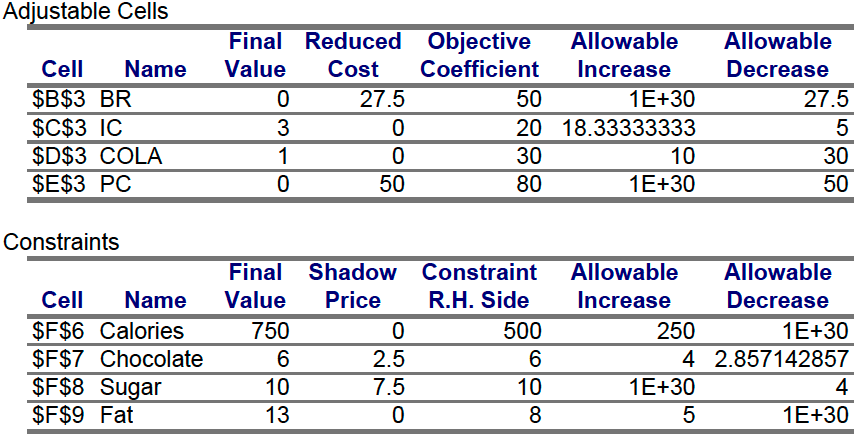 Adjustable Cells
Final Reduced Objective Allowable Allowable
Cell Name Value Cost Coefficient Increase Decrease
$B$3 BR 0 27.5 50 1E+30 27.5
$C$3 IC 3 0 20 18.33333333 5
$D$3 COLA 1 0 30 10 30
$E$3 PC 0 50 80 1E+30 50
Constraints
Final Shadow Constraint Allowable Allowable
Cell Name Value Price R.H. Side Increase Decrease
$F$6 Calories 750 0 500 250 1E+30
$F$7 Chocolate 6 2.5 6 4 2.857142857
$F$8 Sugar 10 7.5 10 1E+30 4
$F$9 Fat 13 0 8 5 1E+30